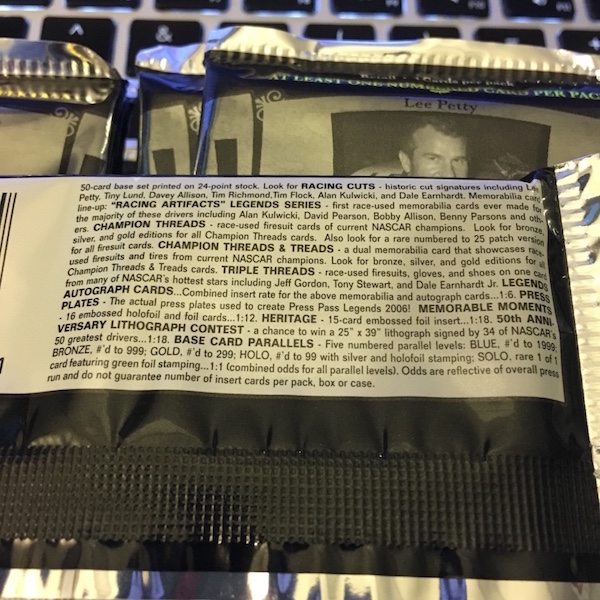 AT LEAST ONE NUMBERED CARD PER PAC
Lee Petty
50-card base set printed on 24-point stock. Look for RACING CUTS - historic cut signatures including Lee
Petty, Tiny Lund, Davey Allison, Tim Richmond,Tim Flock, Alan Kulwicki, and Dale Earnhardt. Memorabilia card
line-up: "RACING ARTIFACTS" LEGENDS SERIES - first race-used memorabilia cards ever made for
the majority of these drivers including Alan Kulwicki, David Pearson, Bobby Allison, Benny Parsons and oth-
ers. CHAMPION THREADS - race-used firesuit cards of current NASCAR champions. Look for bronze,
silver, and gold editions for all Champion Threads cards. Also look for a rare numbered to 25 patch version
for all firesuit cards. CHAMPION THREADS & TREADS - a dual memorabilia card that showcases race-
used firesuits and tires from current NASCAR champions. Look for bronze, silver, and gold editions for all
Champion Threads & Treads cards. TRIPLE THREADS - race-used firesuits, gloves, and shoes on one card
from many of NASCAR's hottest stars including Jeff Gordon, Tony Stewart, and Dale Earnhardt Jr. LEGENDS
AUTOGRAPH CARDS...Combined insert rate for the above memorabilia and autograph cards...1:6. PRESS
PLATES - The actual press plates used to create Press Pass Legends 2006! MEMORABLE MOMENTS
- 16 embossed holofoil and foil cards...1:12. HERITAGE - 15-card embossed foil insert...1:18. 50th ANNI-
VERSARY LITHOGRAPH CONTEST - a chance to win a 25" x 39" lithograph signed by 34 of NASCAR's
50 greatest drivers...1:18. BASE CARD PARALLELS - Five numbered parallel levels: BLUE, #'d to 1999;
BRONZE, #'d to 999; GOLD, #'d to 299; HOLO, #'d to 99 with silver and holofoil stamping; SOLO, rare 1 of 1
card featuring green foil stamping...1:1 (combined odds for all parallel levels). Odds are reflective of overall press
run and do not guarantee number of insert cards per pack, box or case.